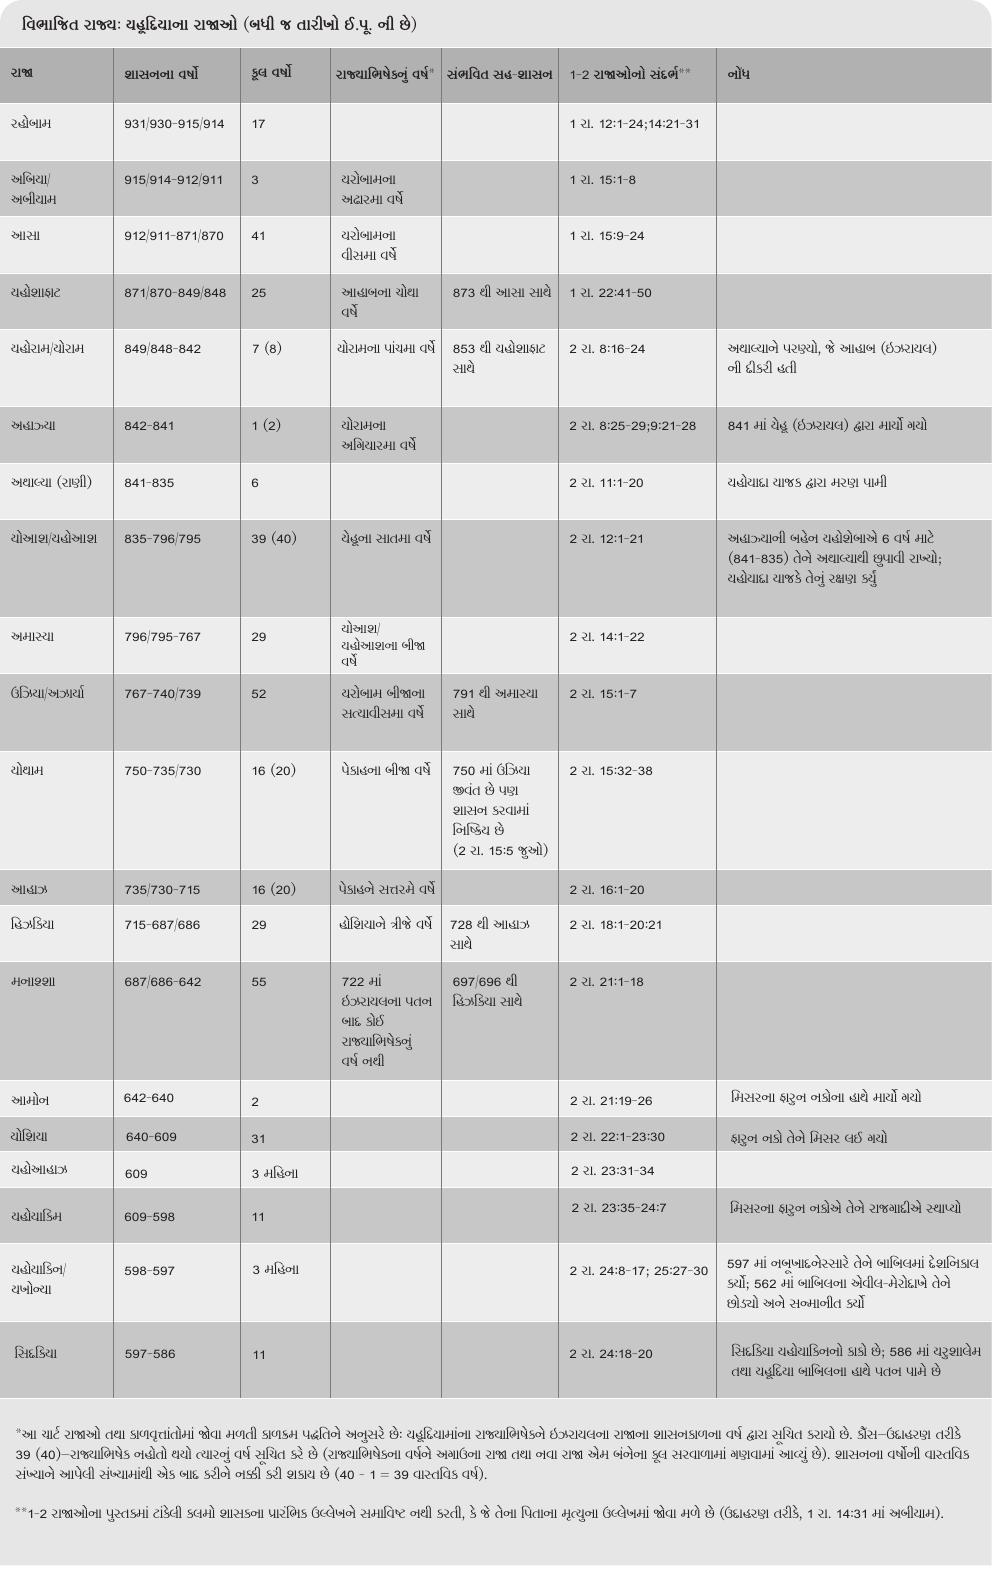 વિભાજિત રાજ્ય: યહૂદિયાના રાજાઓ (બધી જ તારીખો ઈ.પૂ. ની છે)
રાજા શાસનના વર્ષો કૂલ વર્ષો રાજ્યાભિષેકનું વર્ષ* સંભવિત સહ-શાસન 1-2 રાજાઓનો સંદર્ભ** નોંધ
રહોબામ 931/930-915/914 17 1 રા. 12:1-24;14:21-31
અબિયા/ 915/914-912/911 3 યરોબામના 1 રા. 15:1-8
અબીયામ અઢારમા વર્ષે
આસા 912/911-871/870 41 યરોબામના 1 રા. 15:9-24
વીસમા વર્ષે
યહોશાફાટ 871/870-849/848 25 આહાબના ચોથા 873 થી આસા સાથે 1 રા. 22:41-50
વર્ષે
યહોરામ/યોરામ 849/848-842 7 (8) યોરામના પાંચમા વર્ષે 853 થી યહોશાફાટ 2 રા. 8:16-24 અથાલ્યાને પરણ્યો, જે આહાબ (ઇઝરાયલ)
સાથે ની દીકરી હતી
અહાઝ્યા 842-841 1 (2) યોરામના 2 રા. 8:25-29;9:21-28 841 માં યેહૂ (ઇઝરાયલ) દ્વારા માર્યો ગયો
અગિયારમા વર્ષે
અથાલ્યા (રાણી) 841-835 6 2 રા. 11:1-20 યહોયાદા યાજક દ્વારા મરણ પામી
યોઆશ/યહોઆશ 835-796/795 39 (40) યેહૂના સાતમા વર્ષે 2 રા. 12:1-21 અહાઝ્યાની બહેન યહોશેબાએ 6 વર્ષ માટે
(841-835) તેને અથાલ્યાથી છુપાવી રાખ્યો;
યહોયાદા યાજકે તેનું રક્ષણ કર્યું
અમાસ્યા 796/795-767 29 યોઆશ/ 2 રા. 14:1-22
યહોઆશના બીજા
વર્ષે
ઉઝિયા/અઝાર્યા 767-740/739 52 યરોબામ બીજાના 791 થી અમાસ્યા 2 રા. 15:1-7
સત્યાવીસમા વર્ષે સાથે
યોથામ 750-735/730 16 (20) પેકાહના બીજા વર્ષે 750 માં ઉઝિયા 2 રા. 15:32-38
જીવંત છે પણ
શાસન કરવામાં
નિષ્ક્રિય છે
(2 રા. 15:5 જુઓ)
આહાઝ 735/730-715 16 (20) પેકાહને સત્તરમે વર્ષે 2 રા. 16:1-20
હિઝકિયા 715-687/686 29 હોશિયાને ત્રીજે વર્ષે 728 થી આહાઝ 2 રા. 18:1-20:21
સાથે
મનાશ્શા 687/686-642 55 722 માં 697/696 થી 2 રા. 21:1-18
ઇઝરાયલના પતન હિઝકિયા સાથે
બાદ કોઈ
રાજ્યાભિષેકનું
વર્ષ નથી
આમોન 642-640 2 2 રા. 21:19-26 મિસરના ફારુન નકોના હાથે માર્યો ગયો
યોશિયા 640-609 31 2 રા. 22:1-23:30 ફારુન નકો તેને મિસર લઈ ગયો
યહોઆહાઝ 609 3 મહિના 2 રા. 23:31-34
યહોયાકિમ 609-598 11 2 રા. 23:35-24:7 મિસરના ફારુન નકોએ તેને રાજગાદીએ સ્થાપ્યો
યહોયાકિન/ 598-597 3 મહિના 2 રા. 24:8-17; 25:27-30 597 માં નબૂખાદનેસ્સારે તેને બાબિલમાં દેશનિકાલ
યખોન્યા કર્યો; 562 માં બાબિલના એવીલ-મેરોદાખે તેને
છોડ્યો અને સન્માનીત કર્યો
સિદકિયા 597-586 11 2 રા. 24:18-20 સિદકિયા યહોયાકિનનો કાકો છે; 586 માં યરુશાલેમ
તથા યહૂદિયા બાબિલના હાથે પતન પામે છે
*આ ચાર્ટ રાજાઓ તથા કાળવૃત્તાંતોમાં જોવા મળતી કાળક્રમ પદ્ધતિને અનુસરે છે: યહૂદિયામાંના રાજ્યાભિષેકને ઇઝરાયલના રાજાના શાસનકાળના વર્ષ દ્વારા સૂચિત કરાયો છે. કૌંસ–ઉદાહરણ તરીકે
39 (40)–રાજ્યાભિષેક નહોતો થયો ત્યારનું વર્ષ સૂચિત કરે છે (રાજ્યાભિષેકના વર્ષને અગાઉના રાજા તથા નવા રાજા એમ બંનેના કૂલ સરવાળામાં ગણવામાં આવ્યું છે). શાસનના વર્ષોની વાસ્તવિક
સંખ્યાને આપેલી સંખ્યામાંથી એક બાદ કરીને નક્કી કરી શકાય છે (40 - 1 = 39 વાસ્તવિક વર્ષ).
**1-2 રાજાઓના પુસ્તકમાં ટાંકેલી કલમો શાસકના પ્રારંભિક ઉલ્લેખને સમાવિષ્ટ નથી કરતી, કે જે તેના પિતાના મૃત્યુના ઉલ્લેખમાં જોવા મળે છે (ઉદાહરણ તરીકે, 1 રા. 14:31 માં અબીયામ).